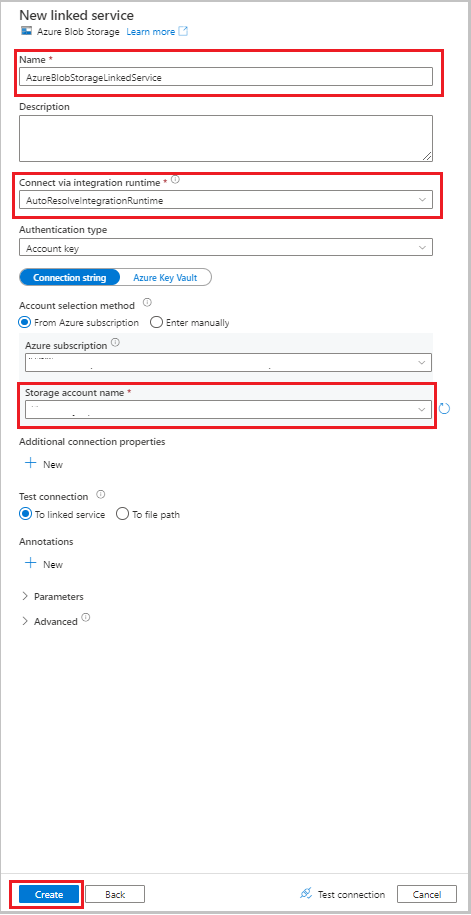 New linked service
Azure Blob Storage Learn more
Name *
AzureBlobStorageLinkedService
Description
Connect via integration runtime *
AutoResolveIntegrationRuntime
Authentication type
Account key
Connection string Azure Key Vault
Account selection method
From Azure subscription Enter manually
Azure subscription
Storage account name *
Additional connection properties
New
Test connection
To linked service To file path
Annotations
New
Parameters
Advanced
Create Back Test connection Cancel